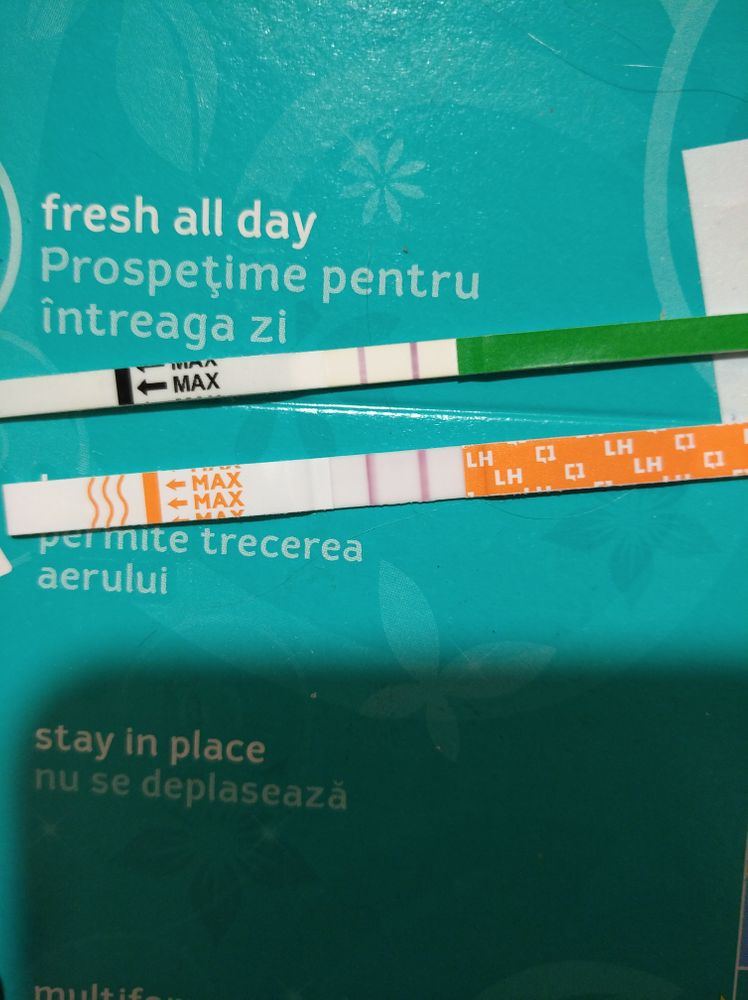 fresh all day
Prospeţime pentru
întreaga zi
MAX
MAX
LH
LH
LH
LH
MAX
MAX
MAX
permite trecerea
aerului
stay in place
nu se deplasează